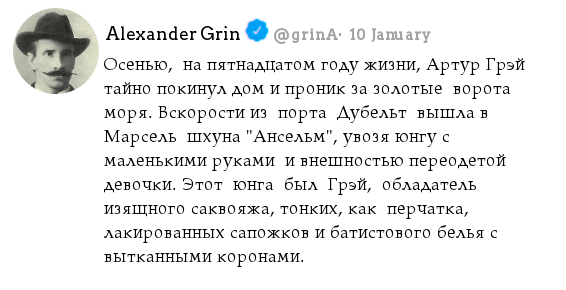 Alexander Grin @grinA· 10 January
Осенью, на пятнадцатом году жизни, Артур Грэй
тайно покинул дом и проник за золотые ворота
моря. Вскорости из порта Дубельт вышла в
Марсель шхуна "Ансельм", увозя юнгу с
маленькими руками и внешностью переодетой
девочки. Этот юнга был Грэй, обладатель
изящного саквояжа, тонких, как перчатка,
лакированных сапожков и батистового белья с
вытканными коронами.